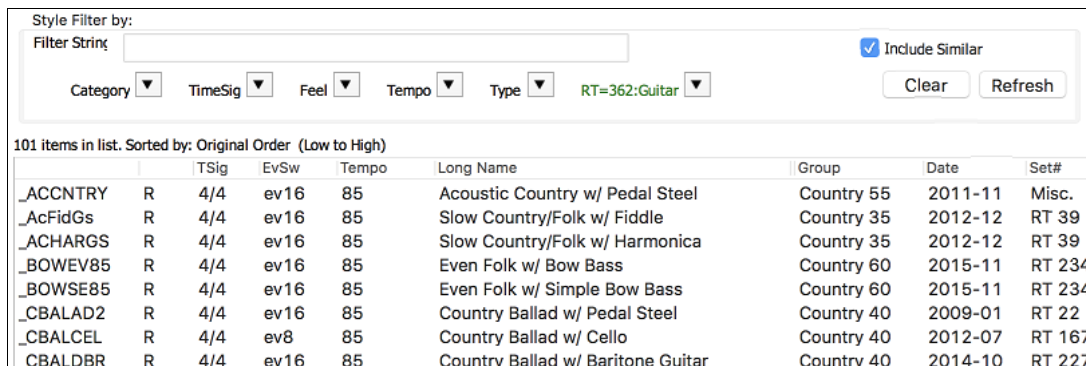 Style Filter by:
Filter String
Include Similar
Category ▼ TimeSig ▼ Feel ▼ Tempo ▼ Type ▼ RT=362:Guitar ▼ Clear Refresh
101 items in list. Sorted by: Original Order (Low to High)
TSig EvSw Tempo Long Name Group Date Set#
_ACCNTRY R 4/4 ev16 85 Acoustic Country w/ Pedal Steel Country 55 2011-11 Misc.
_AcFidGs R 4/4 ev16 85 Slow Country/Folk w/ Fiddle Country 35 2012-12 RT 39
_ACHARGS R 4/4 ev16 85 Slow Country/Folk w/ Harmonica Country 35 2012-12 RT 39
_BOWEV85 R 4/4 ev16 85 Even Folk w/ Bow Bass Country 60 2015-11 RT 234
_BOWSE85 R 4/4 ev16 85 Even Folk w/ Simple Bow Bass Country 60 2015-11 RT 234
_CBALAD2 R 4/4 ev16 85 Country Ballad w/ Pedal Steel Country 40 2009-01 RT 22
_CBALCEL R 4/4 ev8 85 Country Ballad w/ Cello Country 40 2012-07 RT 167
_CBALDBR R 4/4 ev16 85 Country Ballad w/ Baritone Guitar Country 40 2014-10 RT 227